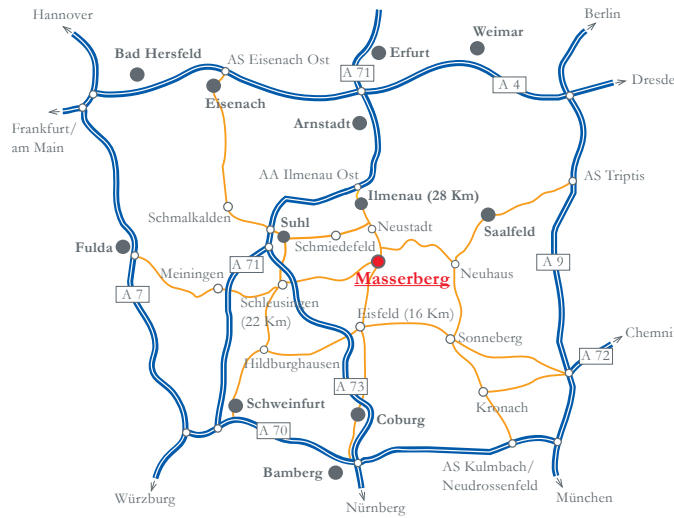 Hannover
Berlin
Weimar
Bad Hersfeld
AS Eisenach Ost
Erfurt
A 71
A 4
Dresde
Eisenach
Frankfurt/
am Main
Arnstadt
AA Ilmenau Ost
AS Triptis
Ilmenau (28 Km)
Schmalkalden
Suhl
Neustadt
Saalfeld
Schmiedefeld
Fulda
A 71
A 9
Meiningen
Masserberg
Neuhaus
A 7
Schleusingen
(22 Km)
Eisfeld (16 Km)
Chemni
Sonneberg
A 72
Hildburghausen
A 73
Schweinfurt
Kronach
Coburg
A 70
Bamberg
AS Kulmbach/
Neudrossenfeld
Würzburg
Nürnberg
München